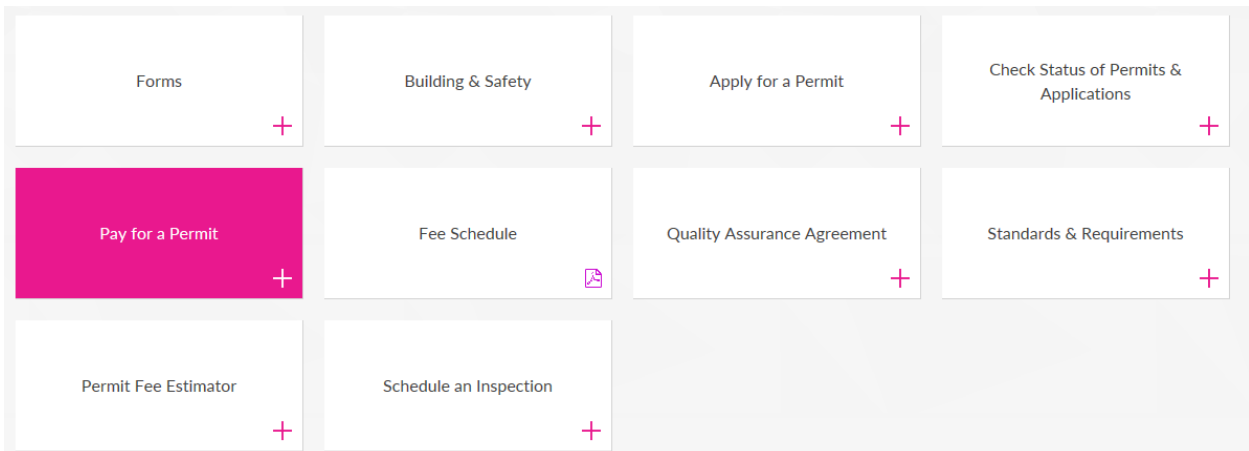 Forms
Building & Safety
Apply for a Permit
Check Status of Permits &
Applications
Pay for a Permit
Fee Schedule
Quality Assurance Agreement
Standards & Requirements
Permit Fee Estimator
Schedule an Inspection